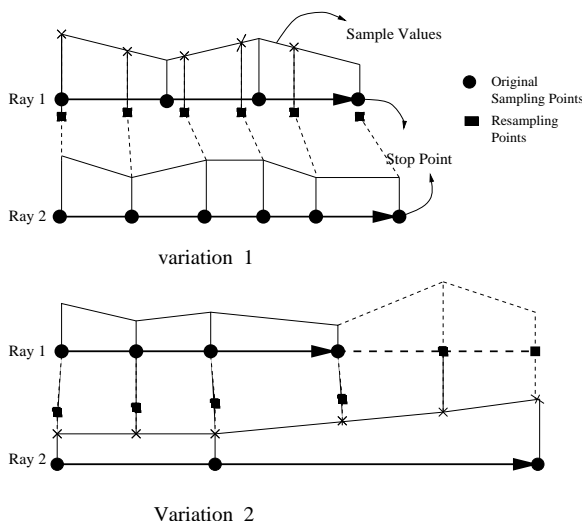 Sample Values
Original
Sampling Points
Ray 1
Resampling
Points
Stop Point
Ray 2
variation 1
Ray 1
Ray 2
Variation 2